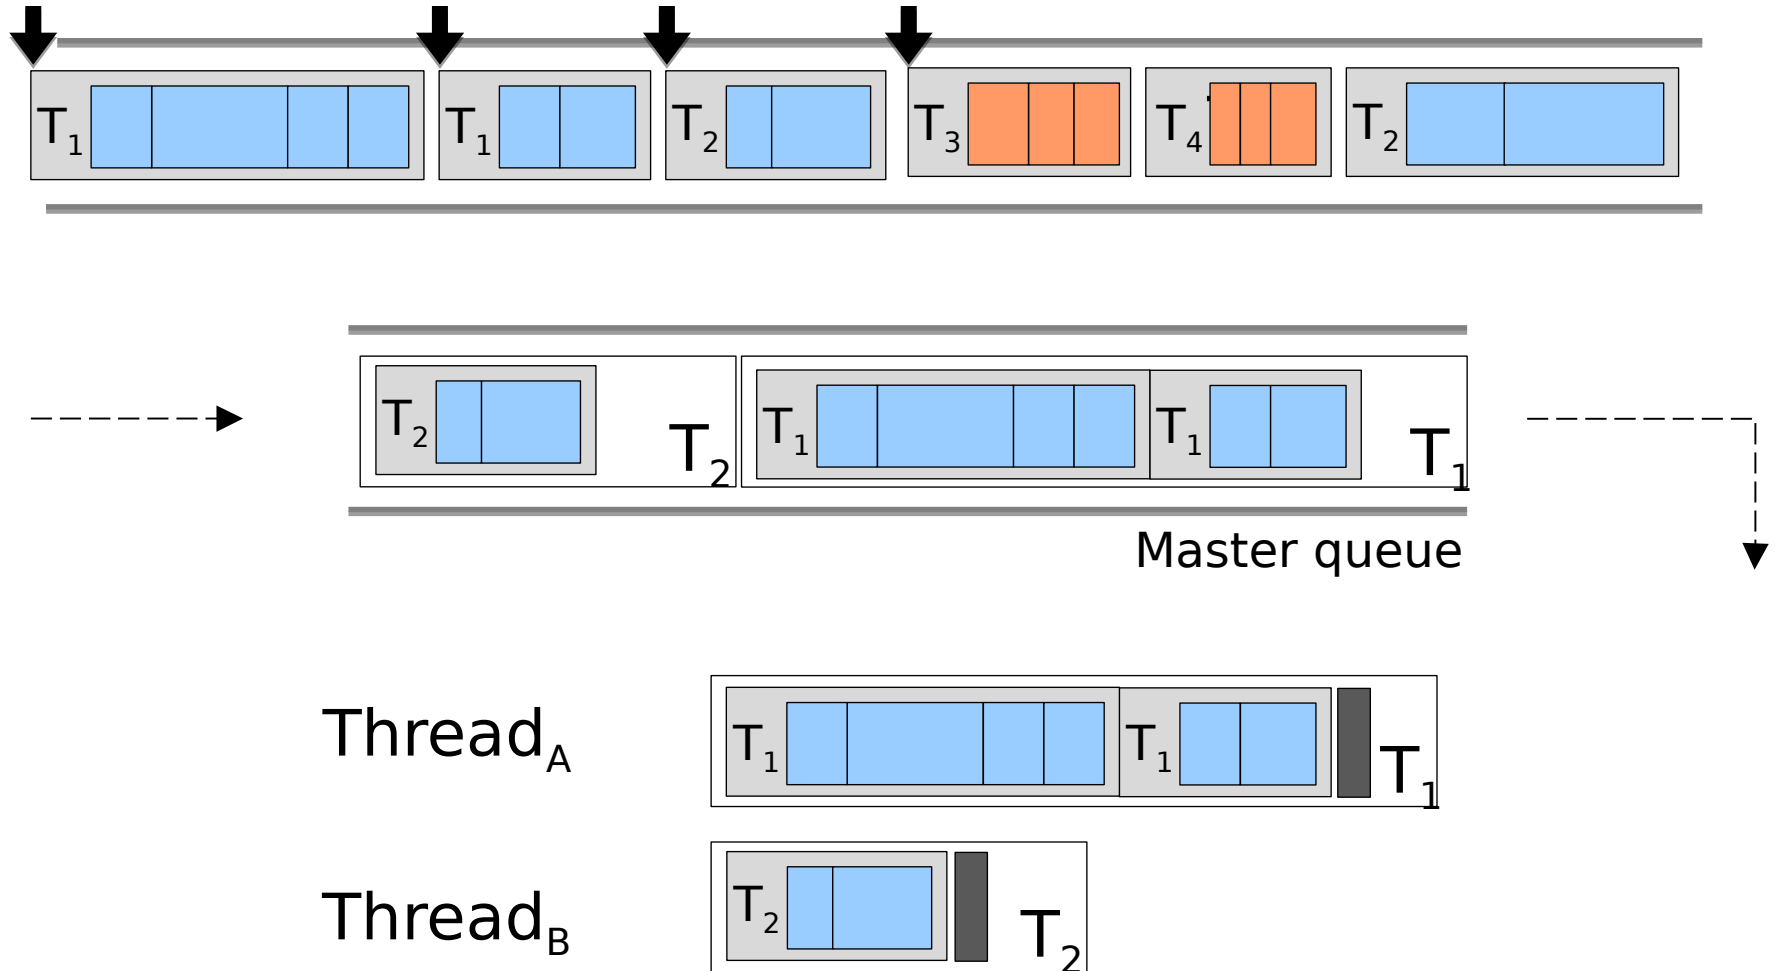 T1 T1 T2 T3 T4 T2
T2 T2 T1 T1 T1
Master queue
ThreadA T1 T1 T1
ThreadB T2 T2